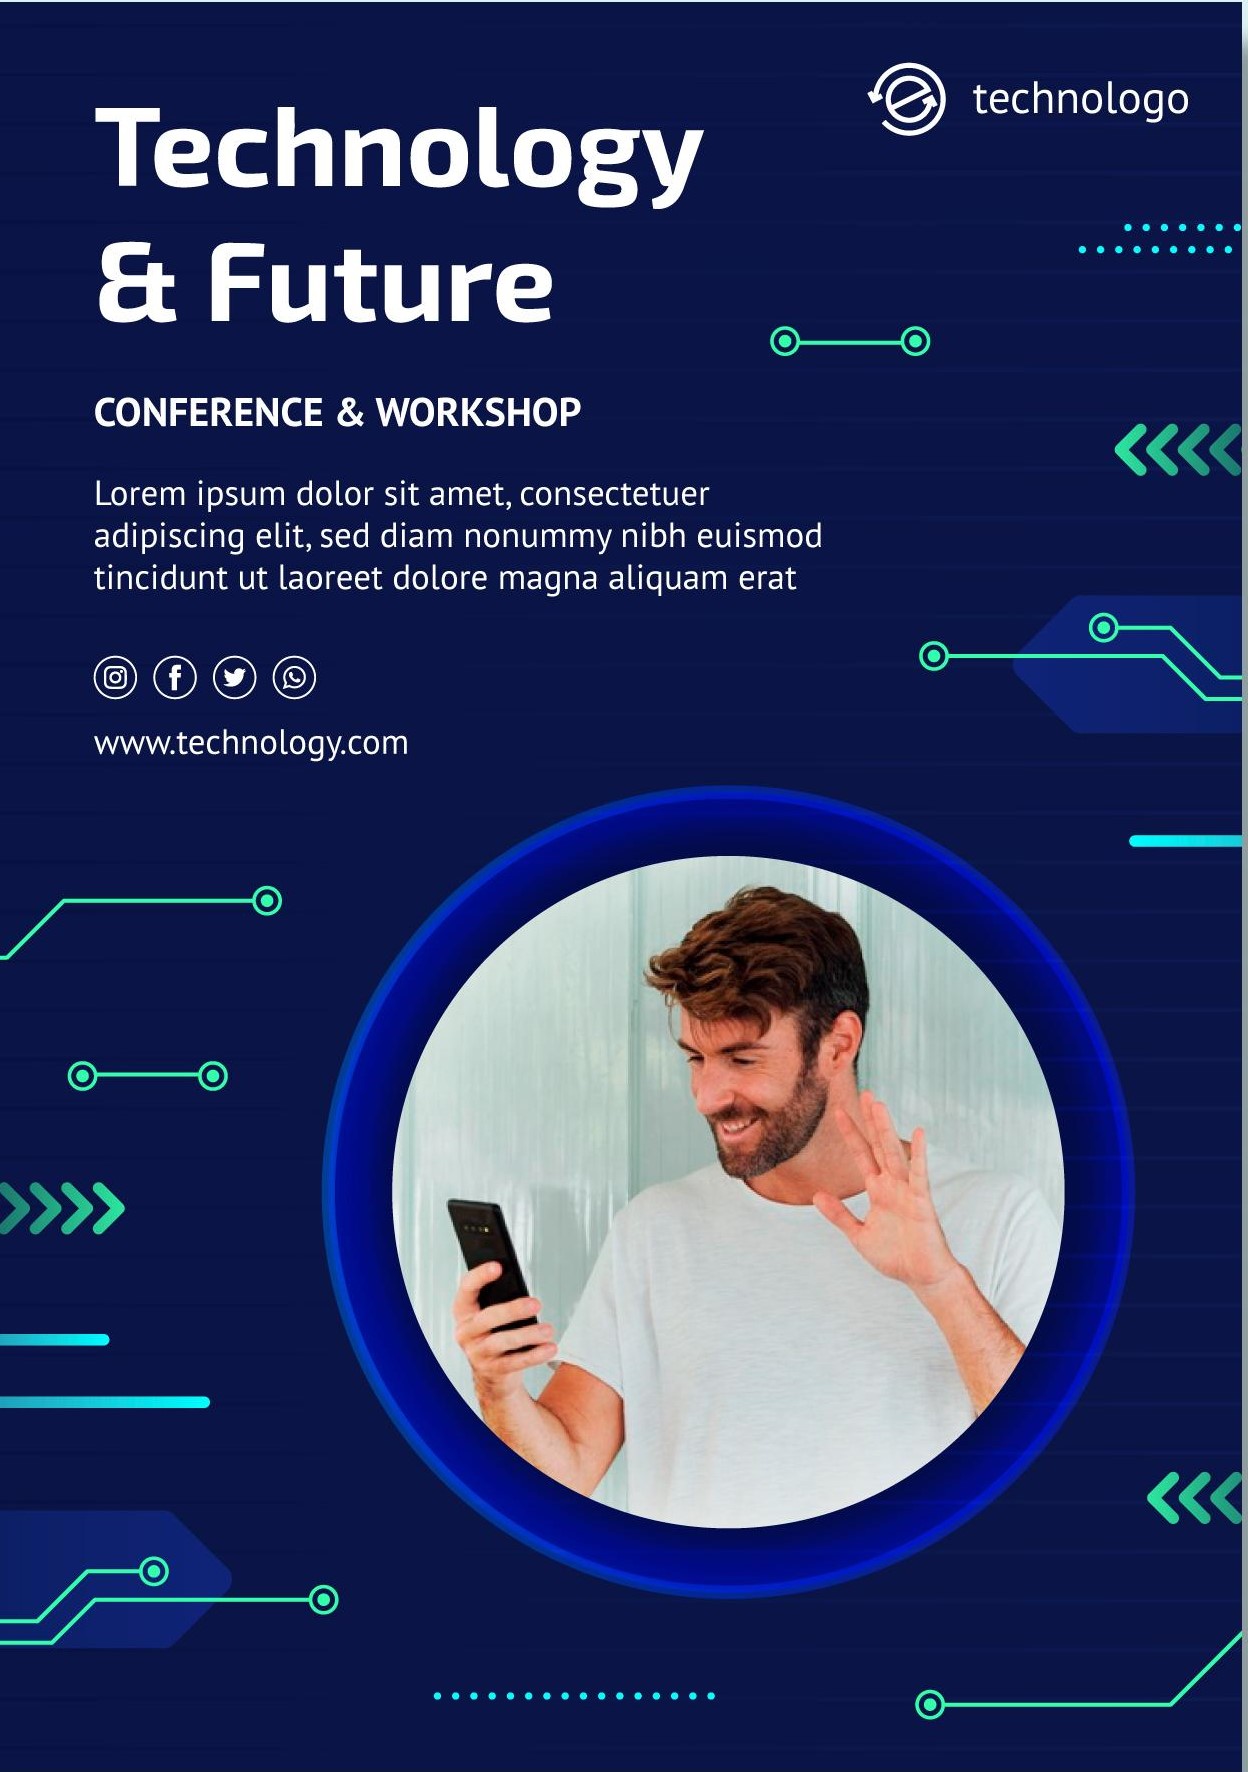 technologo
Technology
& Future
CONFERENCE & WORKSHOP
Lorem ipsum dolor sit amet, consectetuer
adipiscing elit, sed diam nonummy nibh euismod
tincidunt ut laoreet dolore magna aliquam erat
www.technology.com